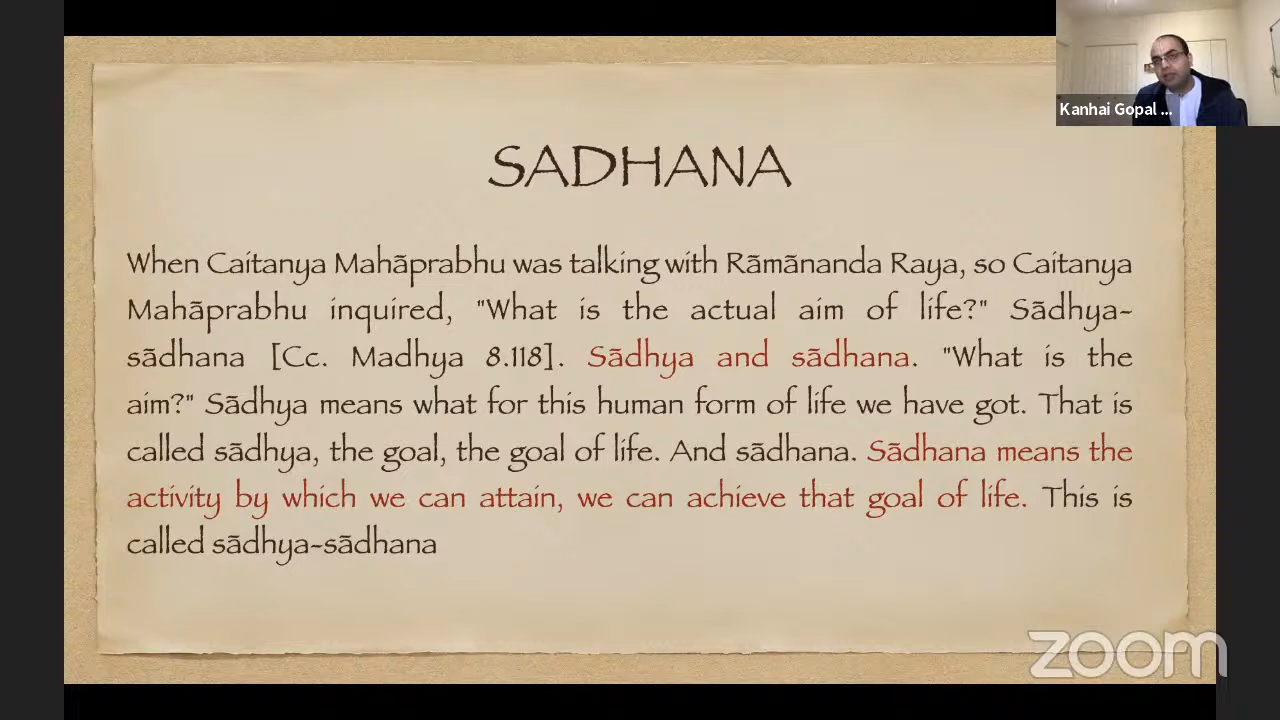 Kanhai Gopal ...
SADHANA
When Caitanya Mahāprabhu was talking with Rāmānanda Raya, so Caitanya
Mahāprabhu inquired, "What is the actual aim of life?" Sādhya-
sādhana [Cc. Madhya 8.118]. Sādhya and sādhana. "What is the
aim?" Sādhya means what for this human form of life we have got. That is
called sādhya, the goal, the goal of life. And sādhana. Sādhana means the
activity by which we can attain, we can achieve that goal of life. This is
called sādhya-sādhana
zoom